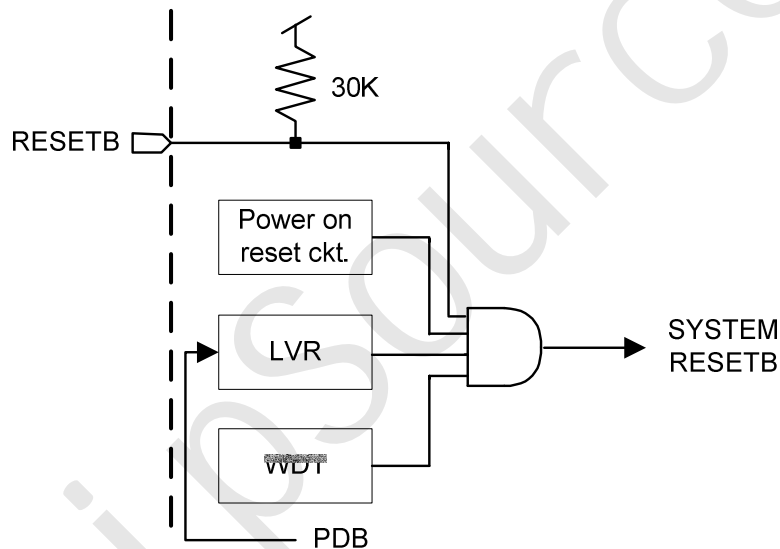 30K
RESETB
Power on
reset ckt.
LVR
WDT
SYSTEM
RESETB
PDB